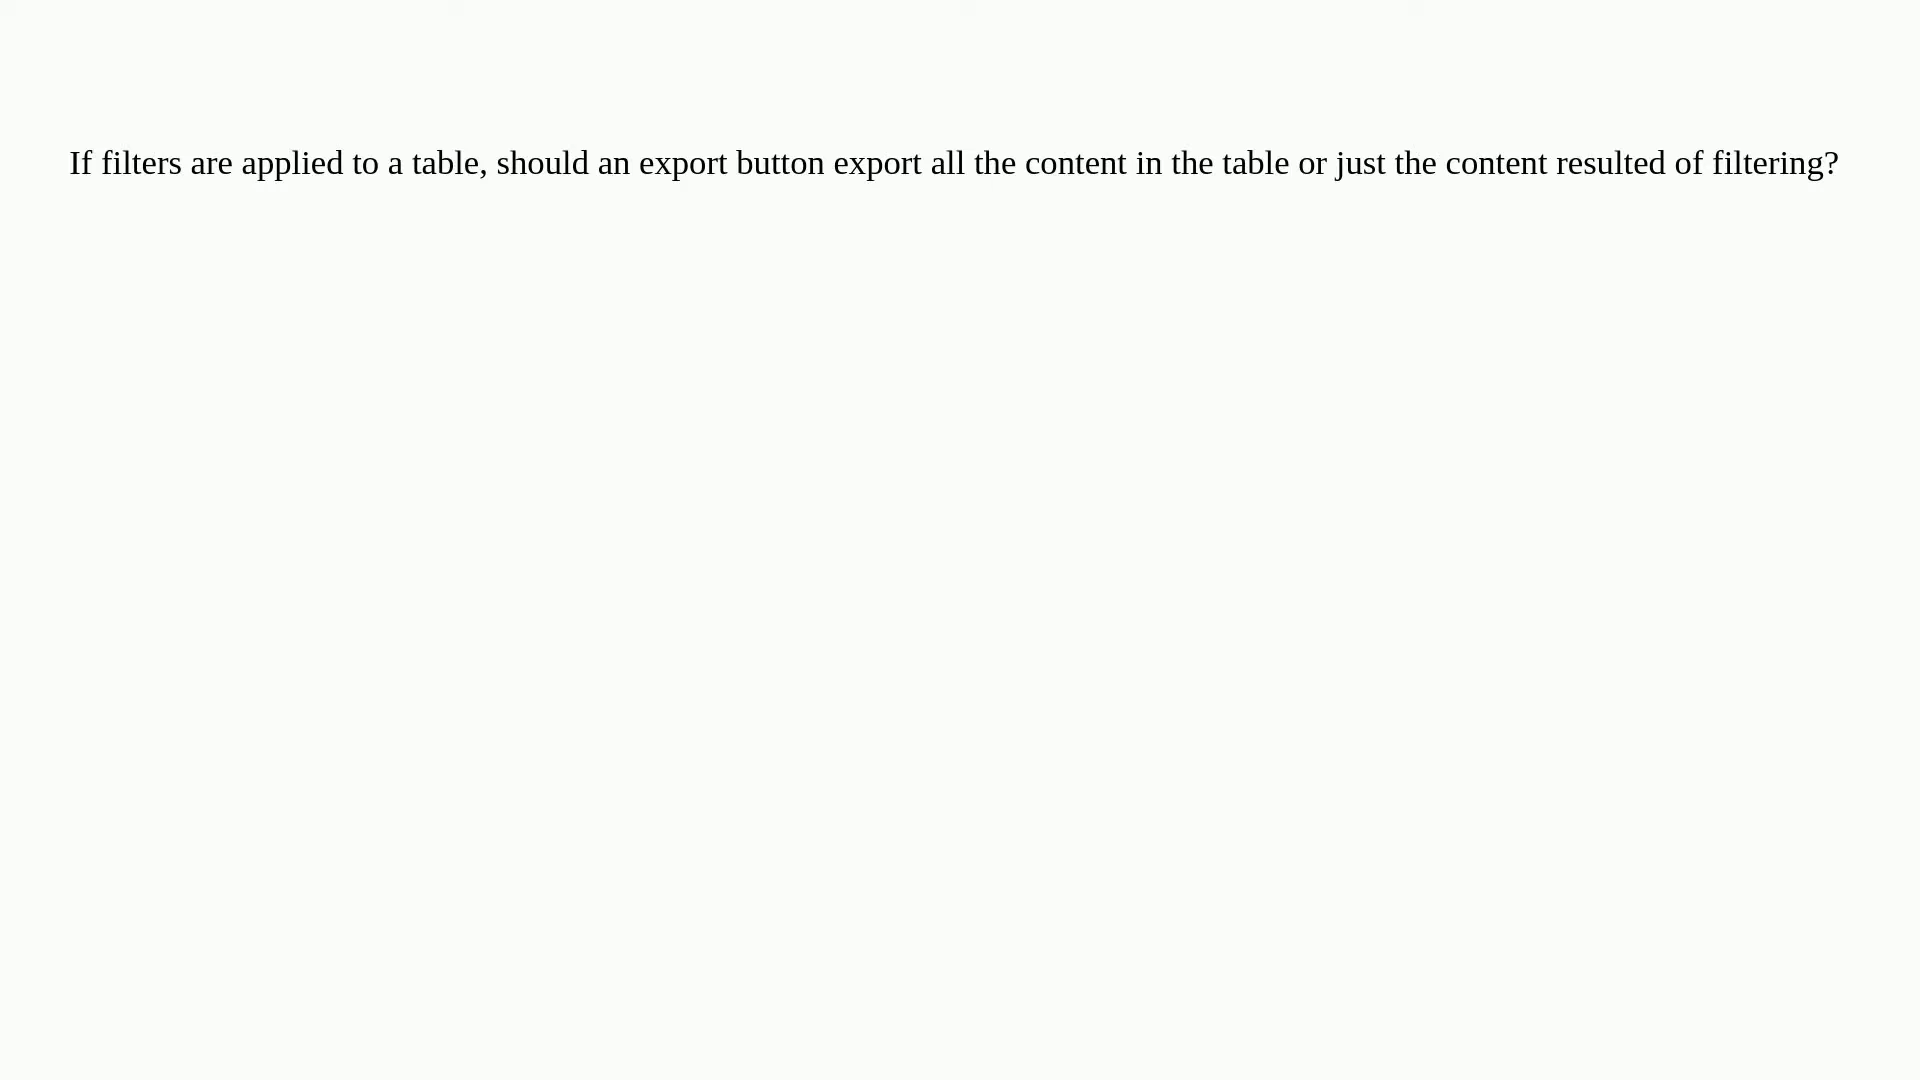 If filters are applied to a table, should an export button export all the content in the table or just the content resulted of filtering?